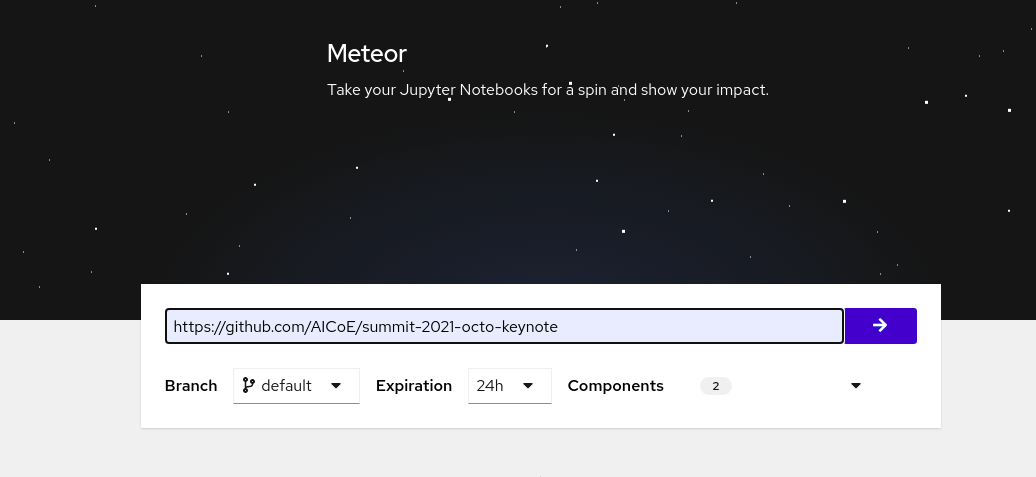 Meteor
Take your Jupyter Notebooks for a spin and show your impact.
https://github.com/AICoE/summit-2021-octo-keynote
Branch default Expiration 24h Components 2